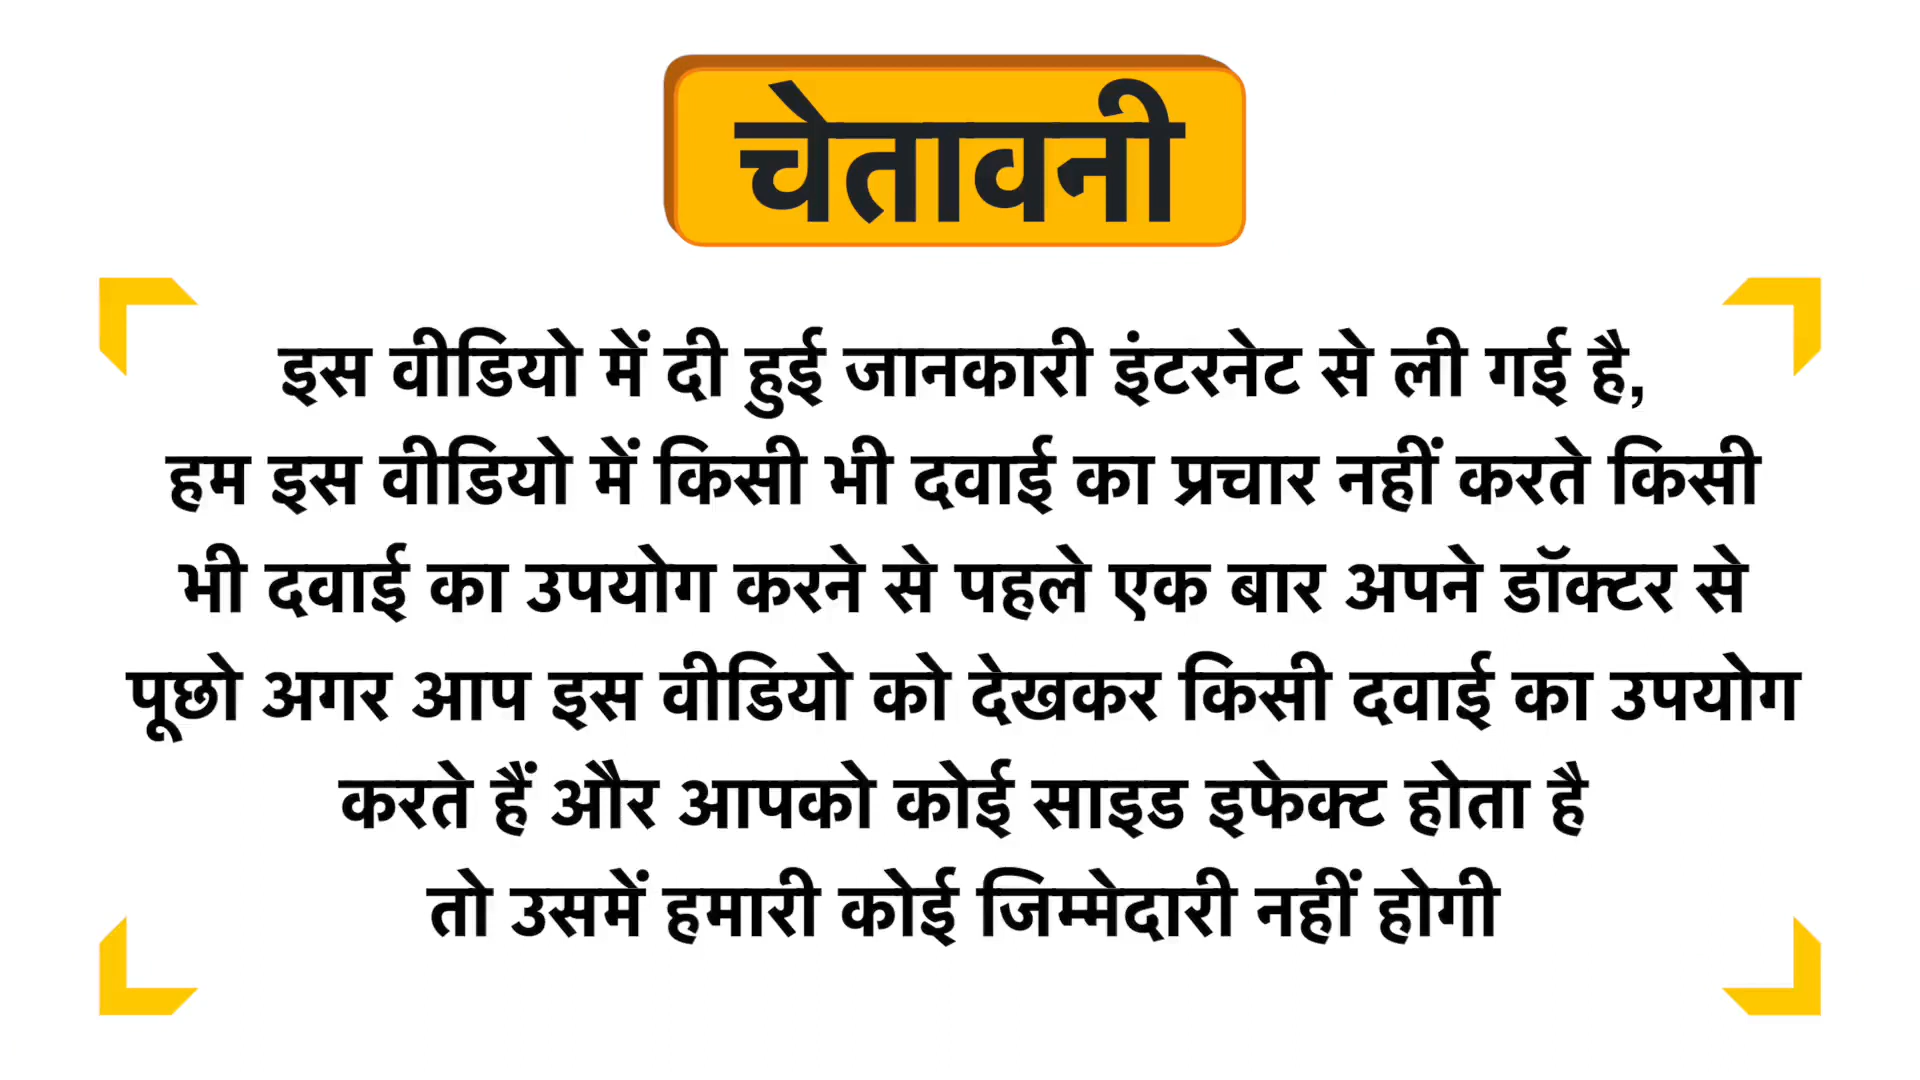 चेतावनी
इस वीडियो में दी हुई जानकारी इंटरनेट से ली गई है,
हम इस वीडियो में किसी भी दवाई का प्रचार नहीं करते किसी
भी दवाई का उपयोग करने से पहले एक बार अपने डॉक्टर से
पूछो अगर आप इस वीडियो को देखकर किसी दवाई का उपयोग
करते हैं और आपको कोई साइड इफेक्ट होता है
तो उसमें हमारी कोई जिम्मेदारी नहीं होगी